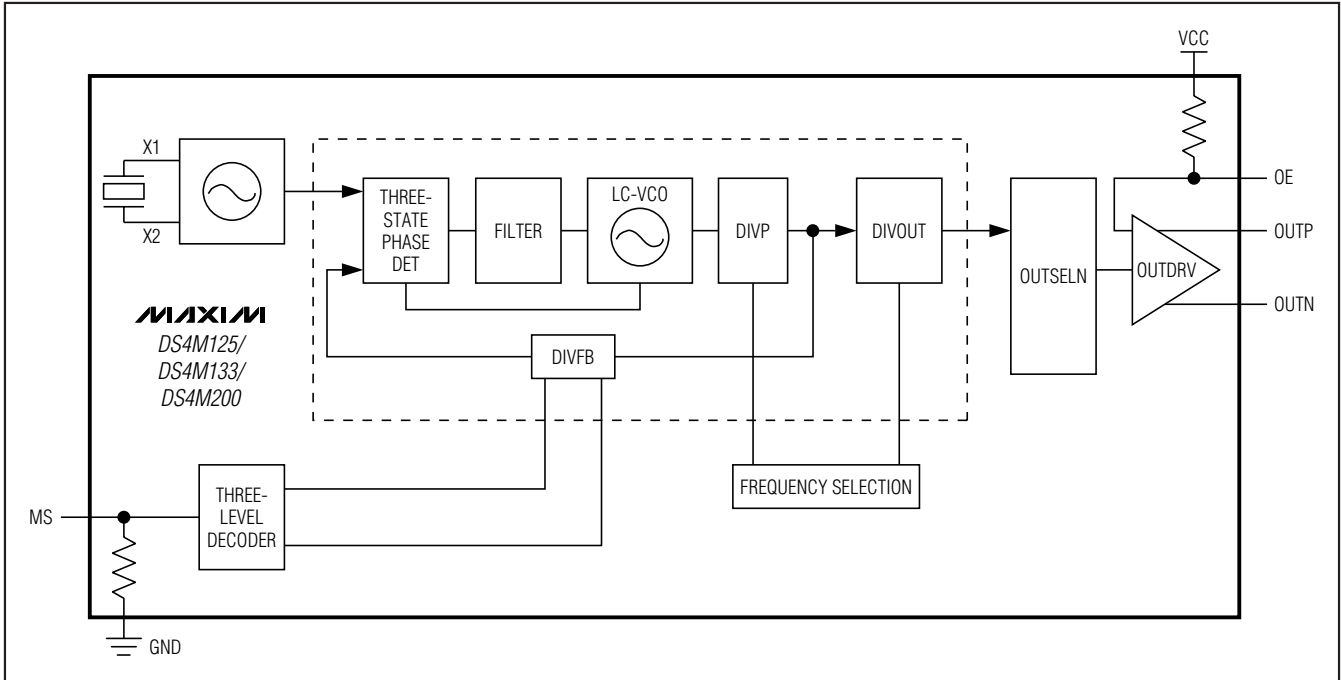 VCC
X1
X2
THREE-
STATE
PHASE
DET
FILTER
LC-VCO
DIVP
DIVOUT
OUTSELN
OUTDRV
OE
OUTP
OUTN
MAXIM
DS4M125/
DS4M133/
DS4M200
DIVFB
MS
THREE-
LEVEL
DECODER
FREQUENCY SELECTION
GND